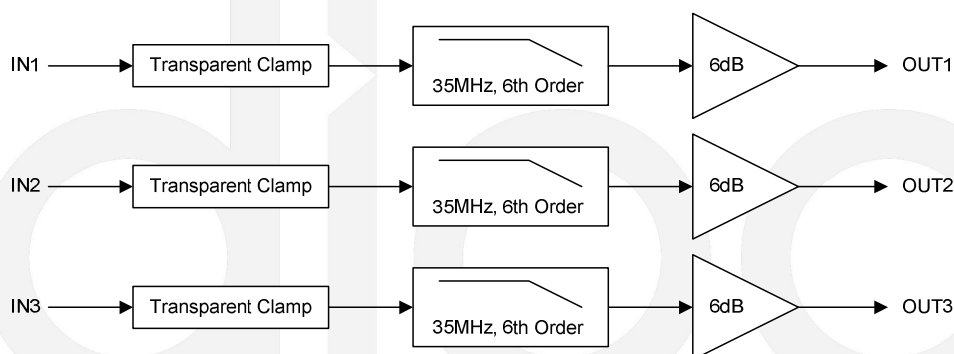 IN1 Transparent Clamp 35MHz, 6th Order 6dB OUT1
IN2 Transparent Clamp 35MHz, 6th Order 6dB OUT2
IN3 Transparent Clamp 35MHz, 6th Order 6dB OUT3